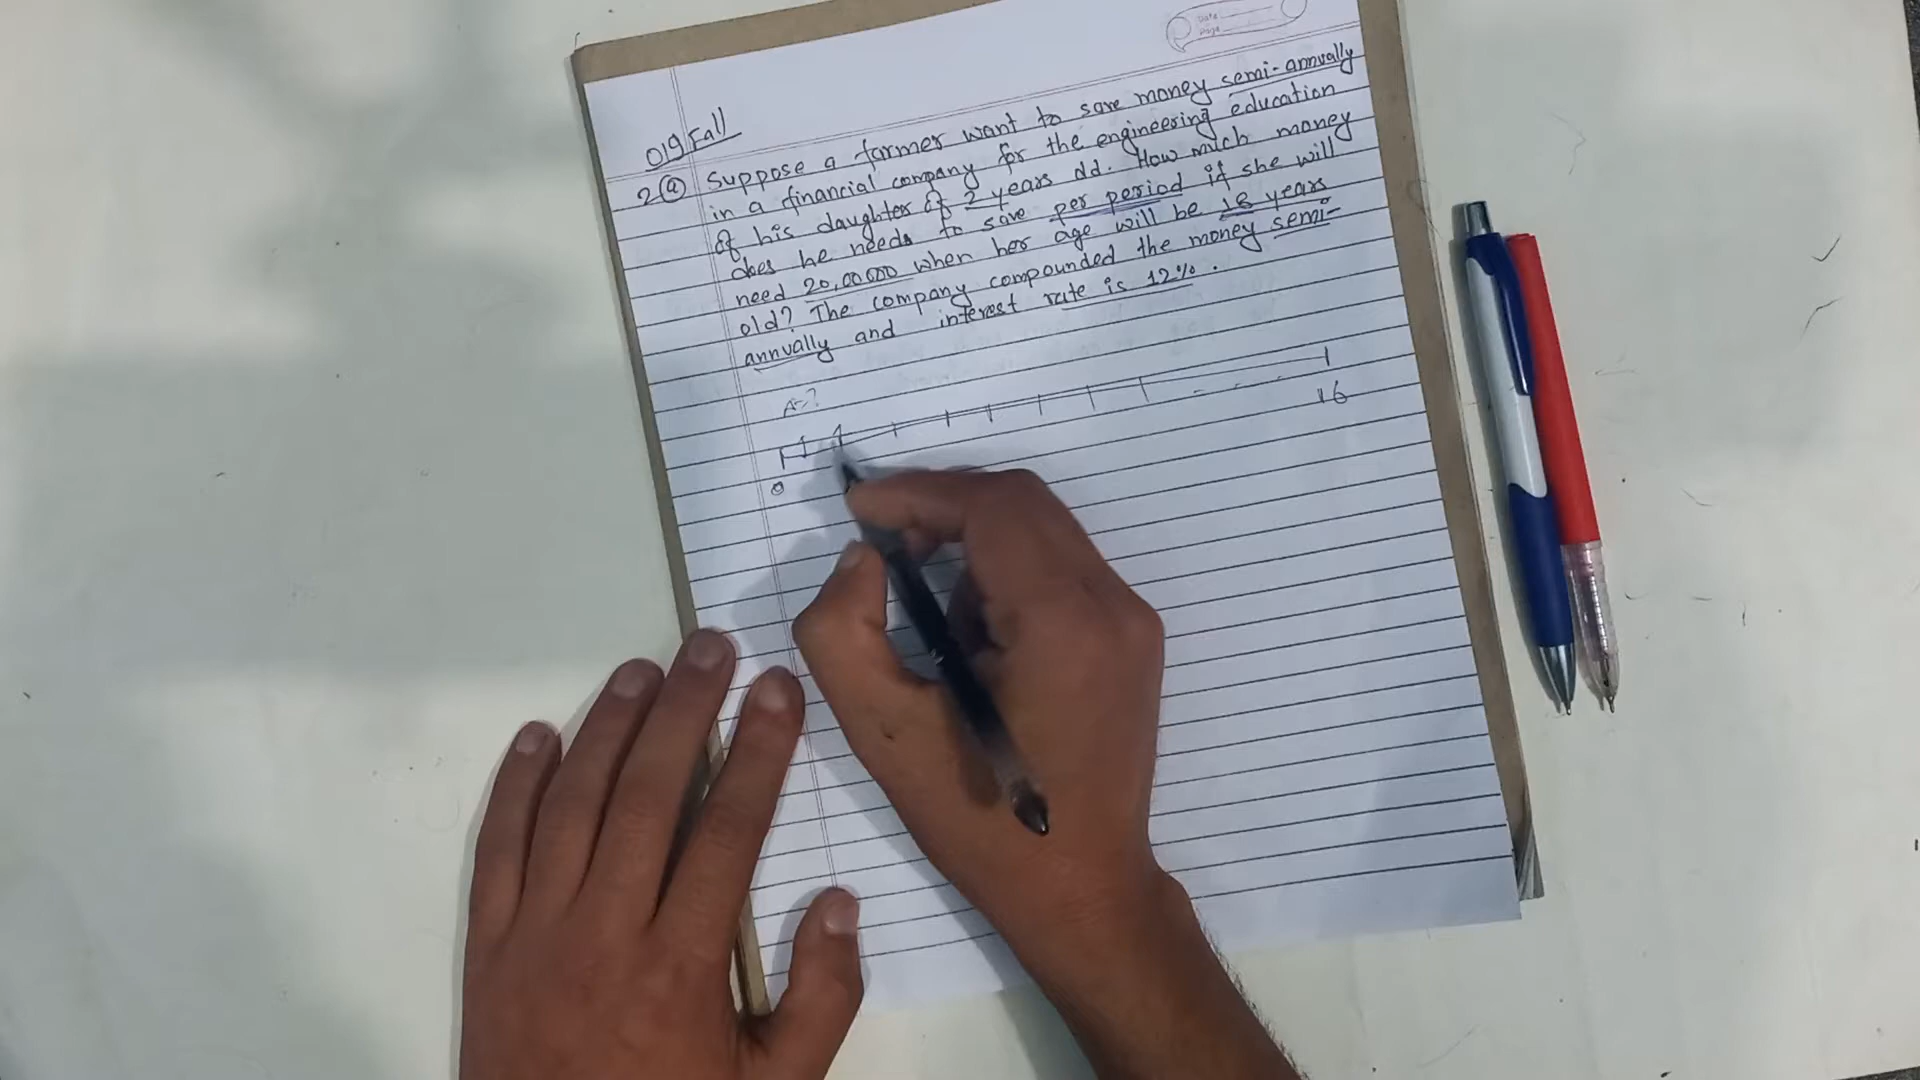 Date
Page
019 Fall
2 (a) Suppose a farmer want to save money semi-annually
in a financial company for the engineering education
of his daughter of 2 years old. How much money
does he needs to save per period if she will
need 20,00000 when her age will be 18 years
old? The company compounded the money semi-
annually and interest rate is 12%.
A=?
0
16